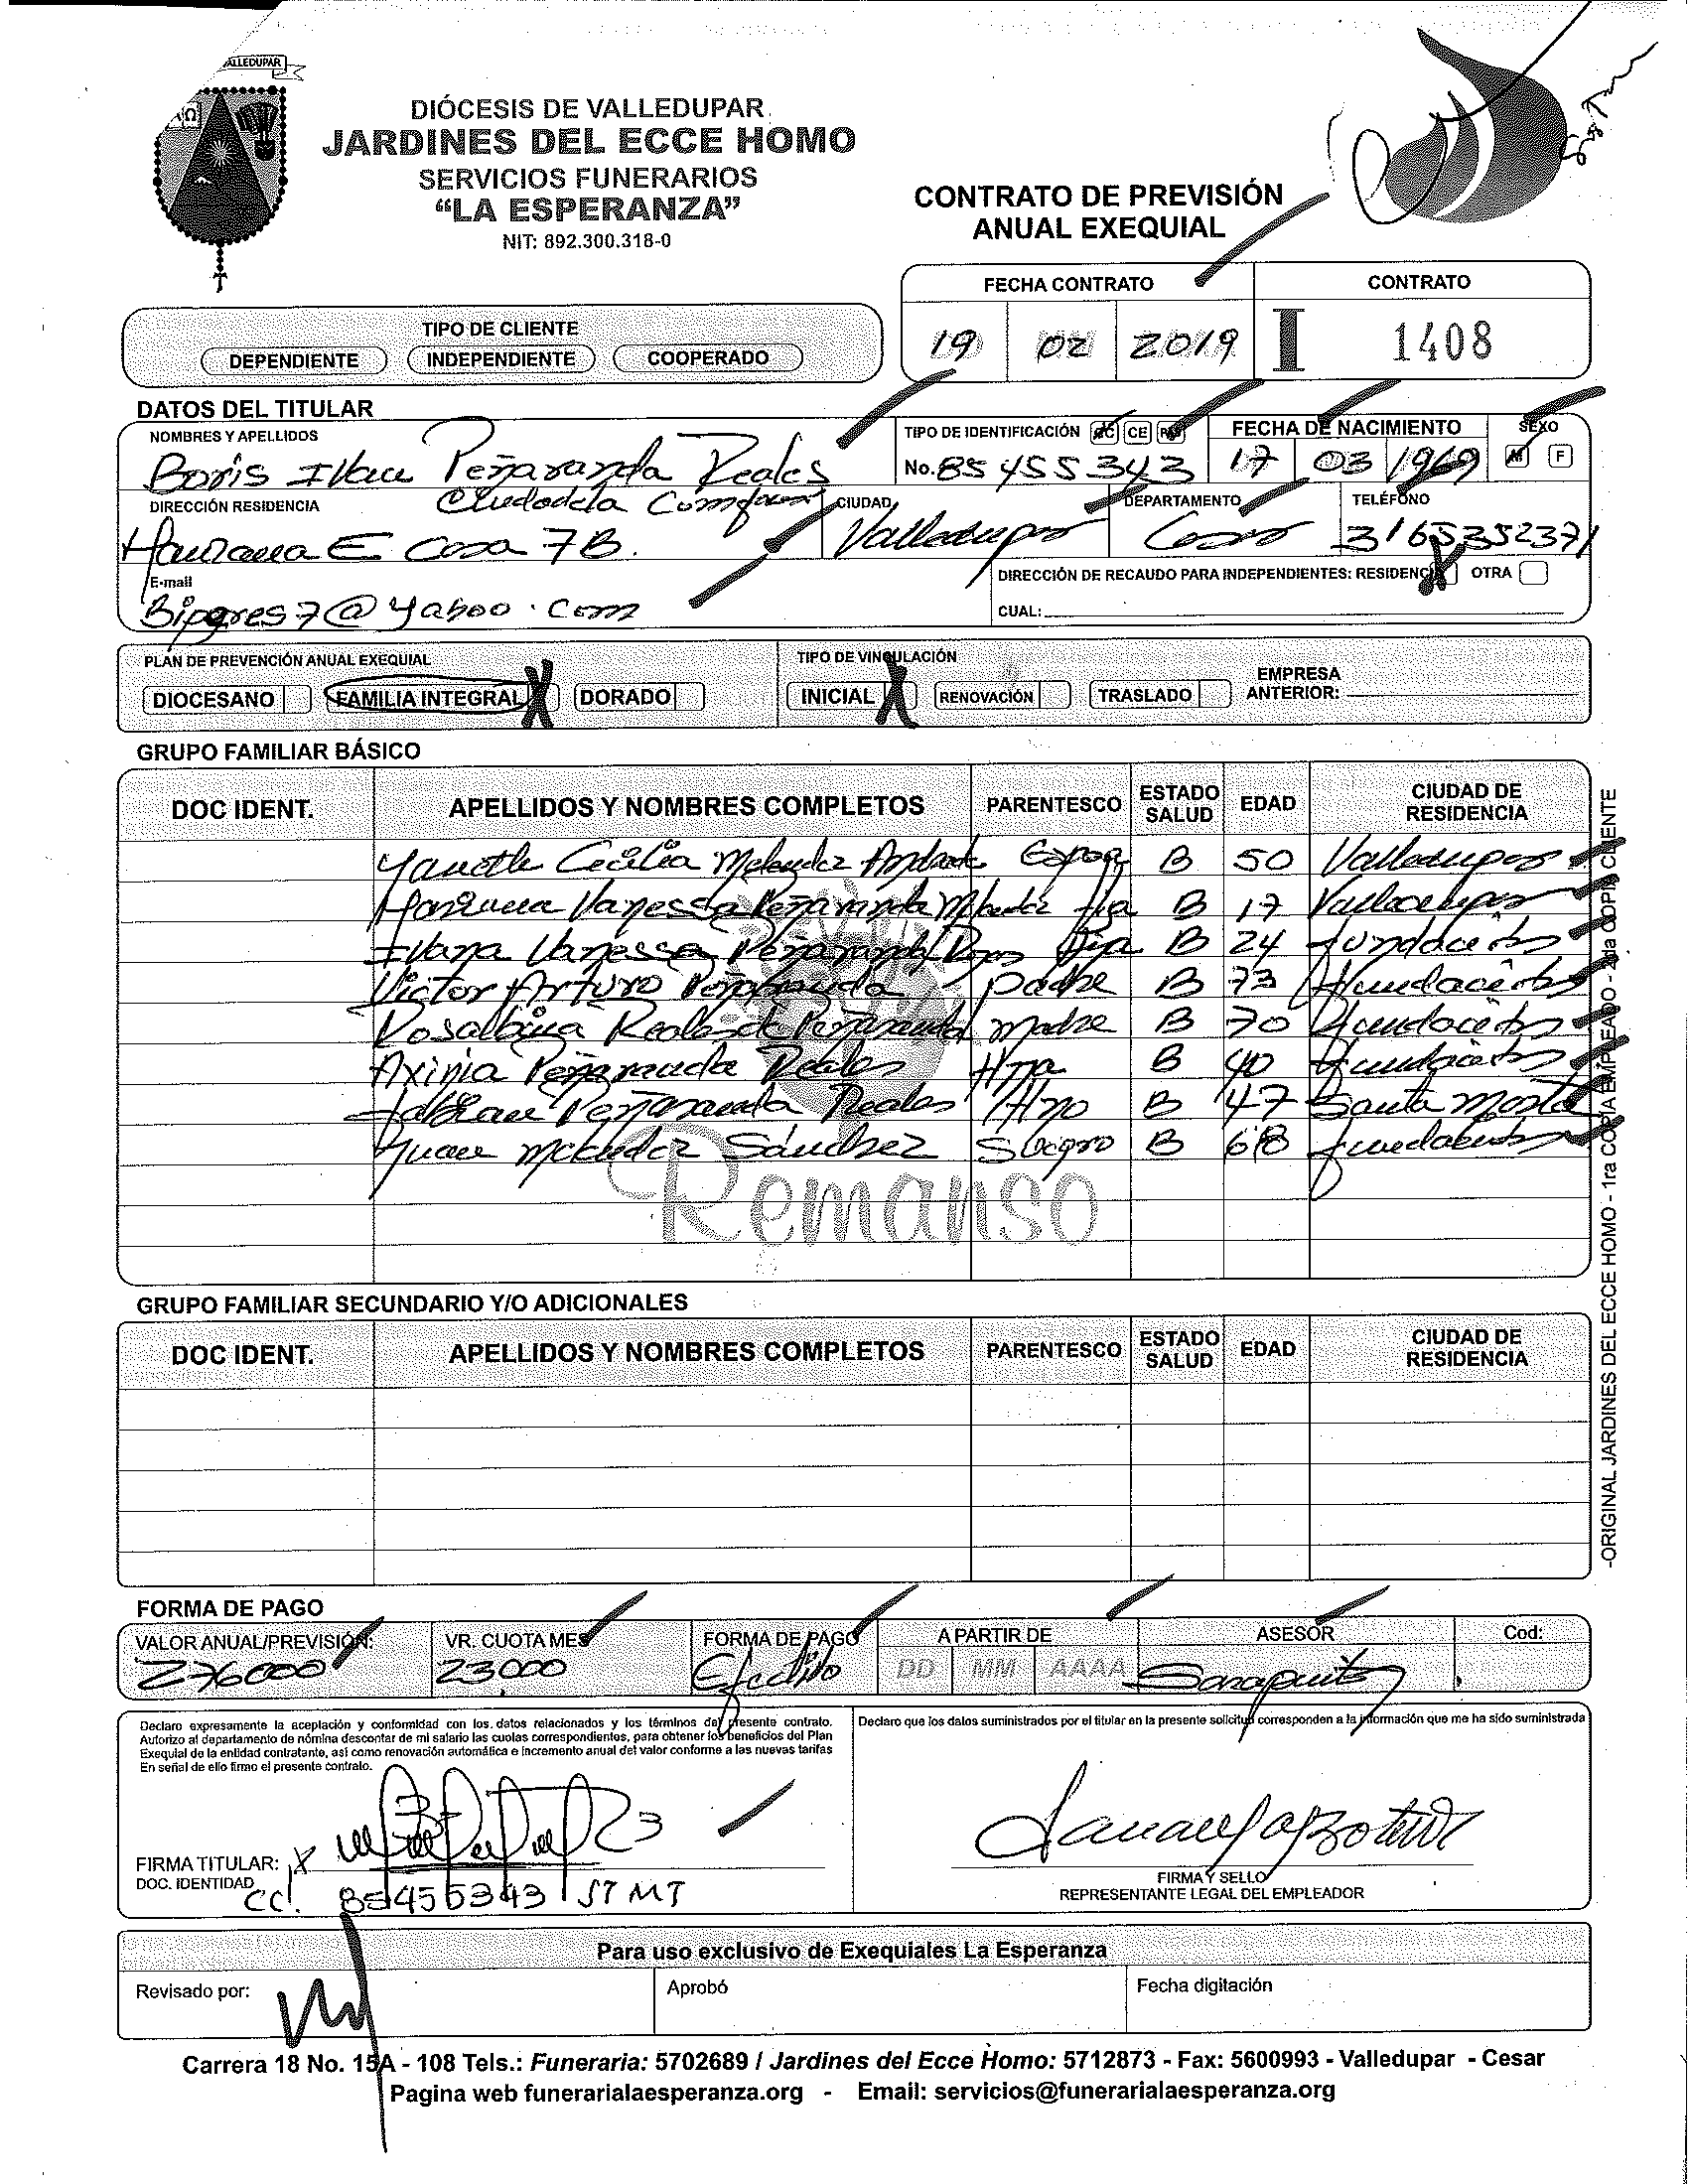 VALLEDUPAR
DIÓCESIS DE VALLEDUPAR
JARDINES DEL ECCE HOMO
SERVICIOS FUNERARIOS
“LA ESPERANZA”
NIT: 892.300.318-0
CONTRATO DE PREVISIÓN
ANUAL EXEQUIAL
FECHA CONTRATO CONTRATO
19 02 2019 I 1408
TIPO DE CLIENTE
DEPENDIENTE INDEPENDIENTE COOPERADO
DATOS DEL TITULAR
NOMBRES Y APELLIDOS TIPO DE IDENTIFICACIÓN CC CE FECHA DE NACIMIENTO SEXO
Boris Ivan Peñaranda Reales No. 85455343 17 03 1969 M F
DIRECCIÓN RESIDENCIA Ciudadela CIUDAD DEPARTAMENTO TELÉFONO
Manzana E Casa 7B. Valledupar Cesar 3165352371
E-mail DIRECCIÓN DE RECAUDO PARA INDEPENDIENTES: RESIDENCIA OTRA
Bipares7@yahoo.com CUAL:
PLAN DE PREVENCIÓN ANUAL EXEQUIAL TIPO DE VINCULACIÓN
DIOCESANO FAMILIA INTEGRAL X DORADO INICIAL X RENOVACIÓN TRASLADO EMPRESA ANTERIOR:
GRUPO FAMILIAR BÁSICO
DOC IDENT. APELLIDOS Y NOMBRES COMPLETOS PARENTESCO ESTADO SALUD EDAD CIUDAD DE RESIDENCIA
Yaneth Cecilia Melendez Esposa B 50 Valledupar
Vanessa Peñaranda Melendez Hija B 17 Valledupar
Ivana Vanessa Peñaranda Hija B 24 fundación
Victor Arturo Peñaranda padre B 73 fundación
Rosalbina Reales de Peñaranda madre B 70 fundación
Axinia Peñaranda Reales Hna B 40 fundación
Fabian Peñaranda Reales Hno B 47 Santa Marta
Juan Melendez Sánchez Suegro B 68 fundación
Remanso
GRUPO FAMILIAR SECUNDARIO Y/O ADICIONALES
DOC IDENT. APELLIDOS Y NOMBRES COMPLETOS PARENTESCO ESTADO SALUD EDAD CIUDAD DE RESIDENCIA
-ORIGINAL JARDINES DEL ECCE HOMO - 1ra COPIA EMPLEADO - 2da COPIA CLIENTE
FORMA DE PAGO
VALOR ANUAL/PREVISIÓN: VR. CUOTA MES FORMA DE PAGO A PARTIR DE ASESOR Cod:
276000 23,000 Efectivo DD MM AAAA
Declaro expresamente la aceptación y conformidad con los datos relacionados y los términos del presente contrato.
Autorizo al departamento de nómina descontar de mi salario las cuotas correspondientes, para obtener los beneficios del Plan
Exequial de la entidad contratante, así como renovación automática e incremento anual del valor conforme a las nuevas tarifas
En señal de ello firmo el presente contrato.
Declaro que los datos suministrados por el titular en la presente solicitud corresponden a la información que me ha sido suministrada
FIRMA TITULAR: X
DOC. IDENTIDAD CC. 85455343 ST MT
FIRMA Y SELLO
REPRESENTANTE LEGAL DEL EMPLEADOR
Para uso exclusivo de Exequiales La Esperanza
Revisado por: Aprobó Fecha digitación
Carrera 18 No. 15A - 108 Tels.: Funeraria: 5702689 / Jardines del Ecce Homo: 5712873 - Fax: 5600993 - Valledupar - Cesar
Pagina web funerarialaesperanza.org - Email: servicios@funerarialaesperanza.org